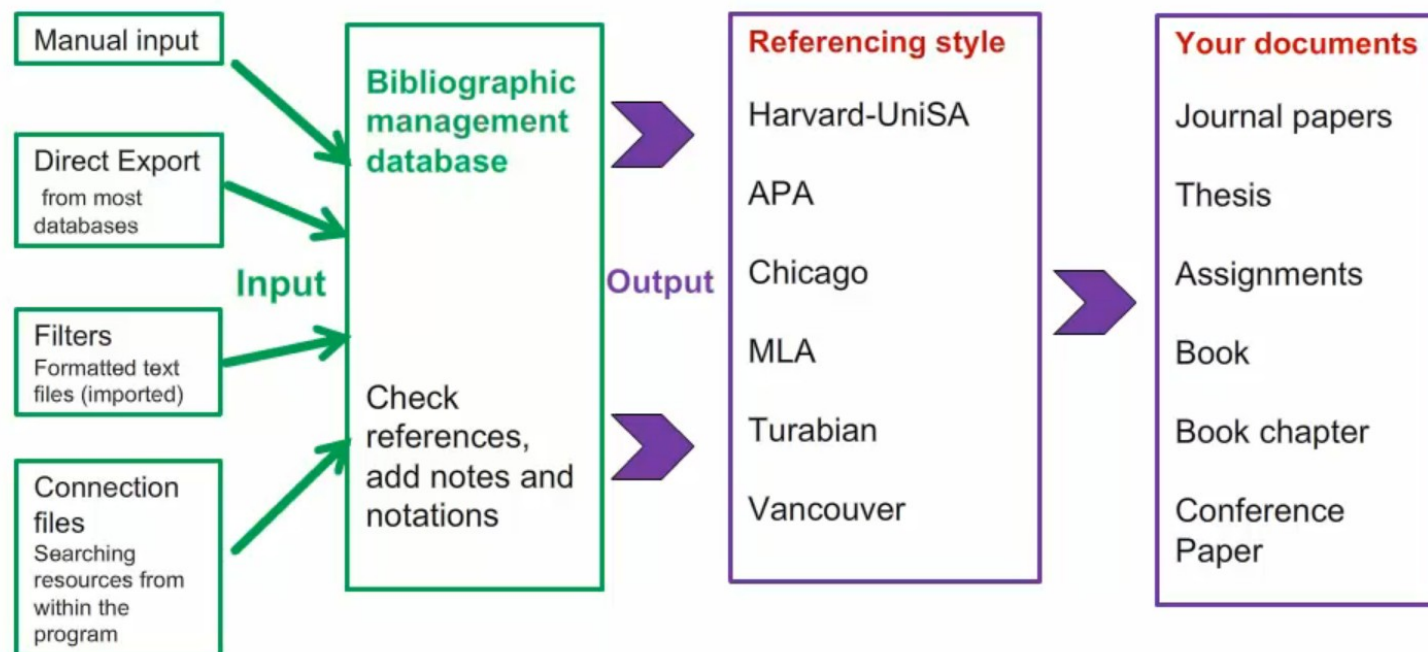 Manual input
Direct Export
from most
databases
Filters
Formatted text
files (imported)
Connection
files
Searching
resources from
within the
program
Input
Bibliographic
management
database
Check
references,
add notes and
notations
Output
Referencing style
Harvard-UniSA
APA
Chicago
MLA
Turabian
Vancouver
Your documents
Journal papers
Thesis
Assignments
Book
Book chapter
Conference
Paper